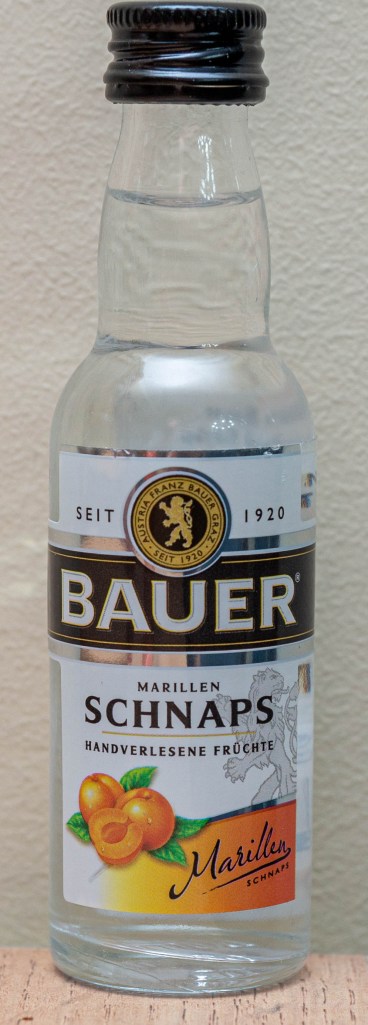 SEIT 1920
AUSTRIA FRANZ BAUER GRAZ
· SEIT 1920 ·
BAUER®
MARILLEN
SCHNAPS
HANDVERLESENE FRÜCHTE
Marillen
SCHNAPS